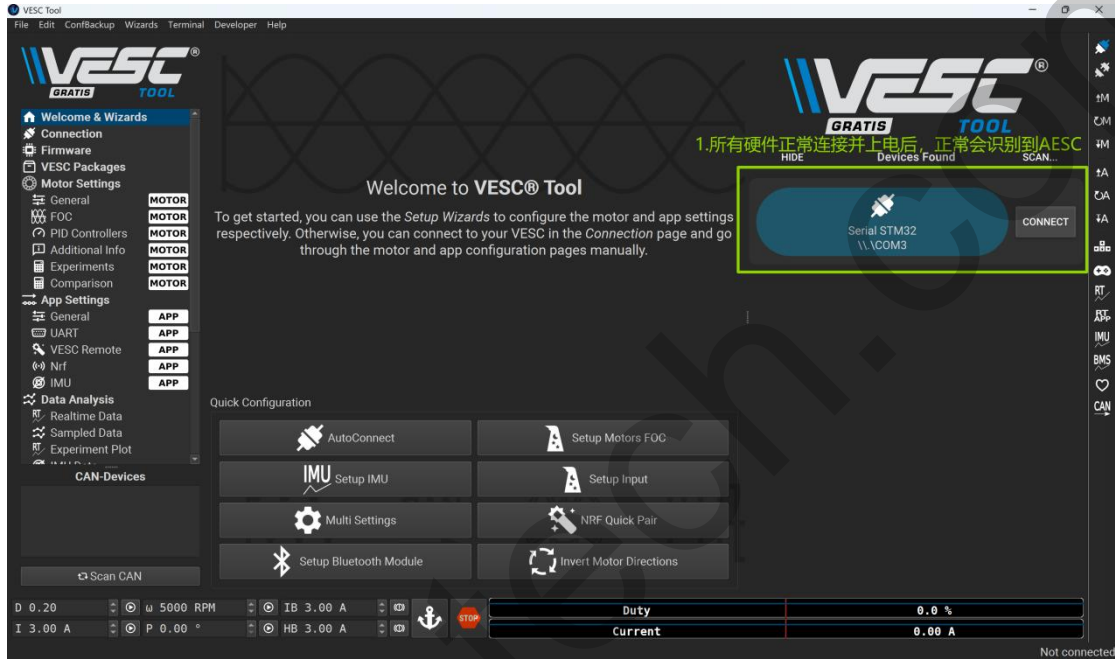 VESC Tool
File Edit ConfBackup Wizards Terminal Developer Help
VESC®
GRATIS TOOL
Welcome & Wizards
Connection
Firmware
VESC Packages
Motor Settings
General MOTOR
FOC MOTOR
PID Controllers MOTOR
Additional Info MOTOR
Experiments MOTOR
Comparison MOTOR
App Settings
General APP
UART APP
VESC Remote APP
Nrf APP
IMU APP
Data Analysis
Realtime Data
Sampled Data
Experiment Plot
CAN-Devices
Scan CAN
Welcome to VESC® Tool
To get started, you can use the Setup Wizards to configure the motor and app settings
respectively. Otherwise, you can connect to your VESC in the Connection page and go
through the motor and app configuration pages manually.
VESC®
GRATIS TOOL
1.所有硬件正常连接并上电后，正常会识别到AESC
HIDE Devices Found SCAN...
Serial STM32
\\.\COM3
CONNECT
Quick Configuration
AutoConnect Setup Motors FOC
IMU Setup IMU Setup Input
Multi Settings NRF Quick Pair
Setup Bluetooth Module Invert Motor Directions
D 0.20 ω 5000 RPM IB 3.00 A
I 3.00 A P 0.00 ° HB 3.00 A
STOP
Duty 0.0 %
Current 0.00 A
Not connected
M
M
M
A
A
A
RT
RT APP
IMU
BMS
CAN